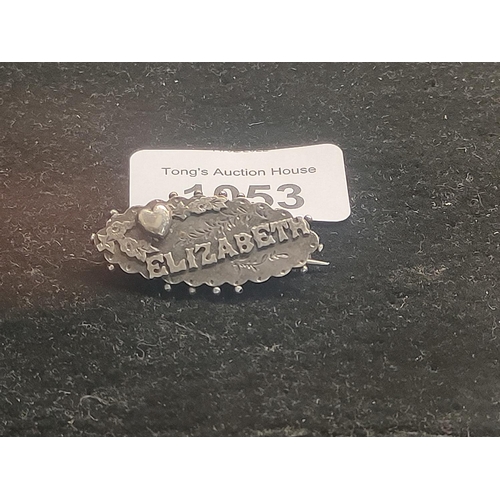 Tong's Auction House
1053
ELIZABETH